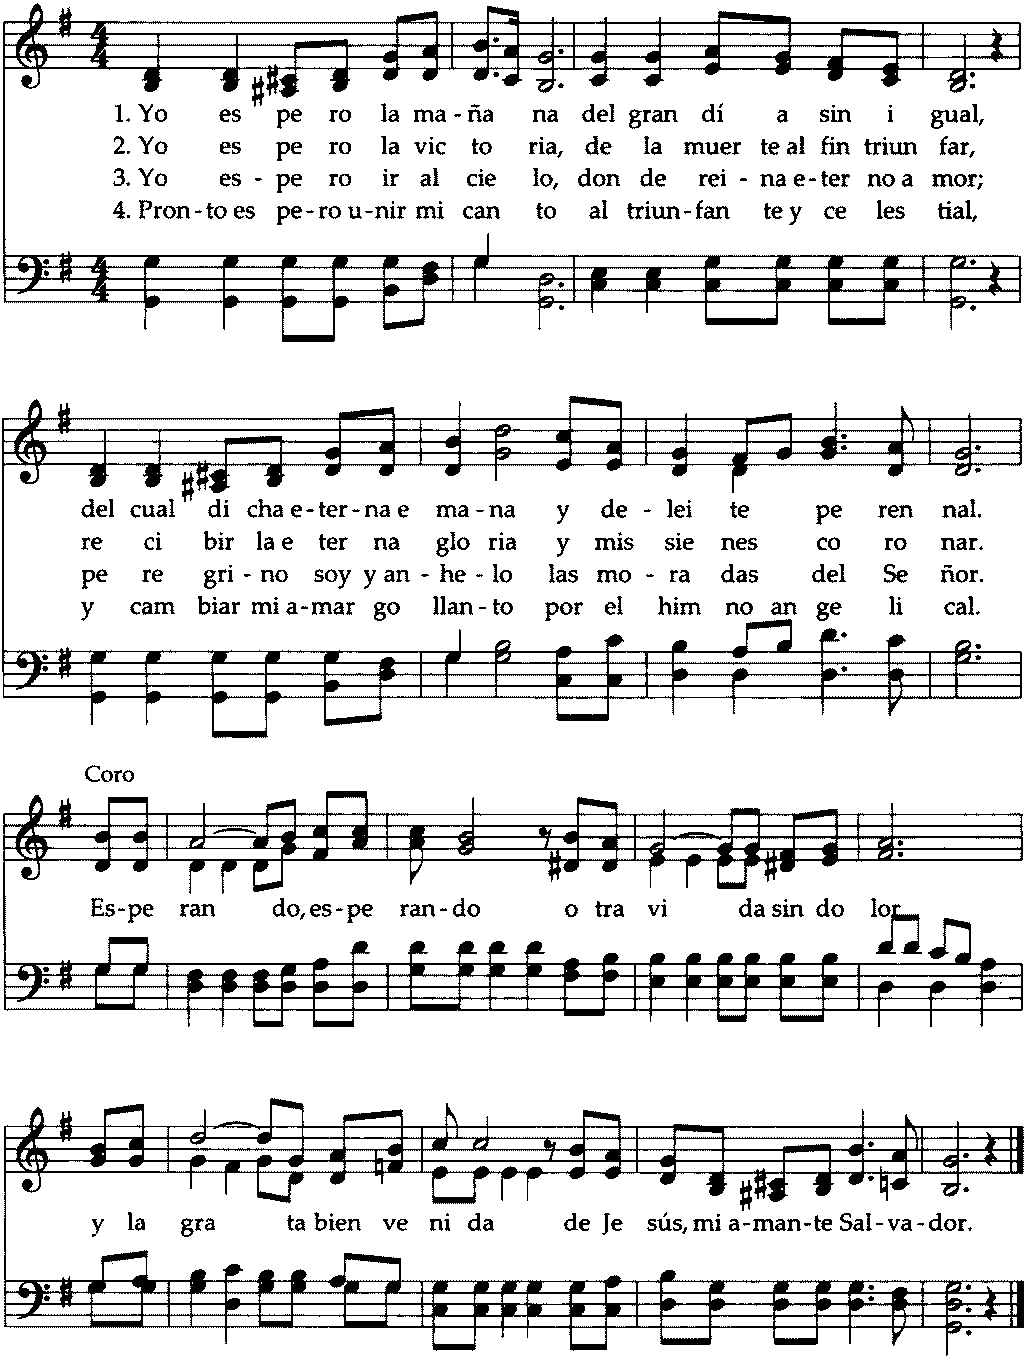 1. Yo es pe ro la ma - ña na del gran dí a sin i gual,
2. Yo es pe ro la vic to ria, de la muer te al fin triun far,
3. Yo es - pe ro ir al cie lo, don de rei - na e - ter no a mor;
4. Pron - to es pe - ro u - nir mi can to al triun - fan te y ce les tial,
del cual di cha e - ter - na e ma - na y de - lei te pe ren nal.
re ci bir la e ter na glo ria y mis sie nes co ro nar.
pe re gri - no soy y an - he - lo las mo - ra das del Se ñor.
y cam biar mi a - mar go llan - to por el him no an ge li cal.
Coro
Es - pe ran do, es - pe ran - do o tra vi da sin do lor
y la gra ta bien ve ni da de Je sús, mi a - man - te Sal - va - dor.